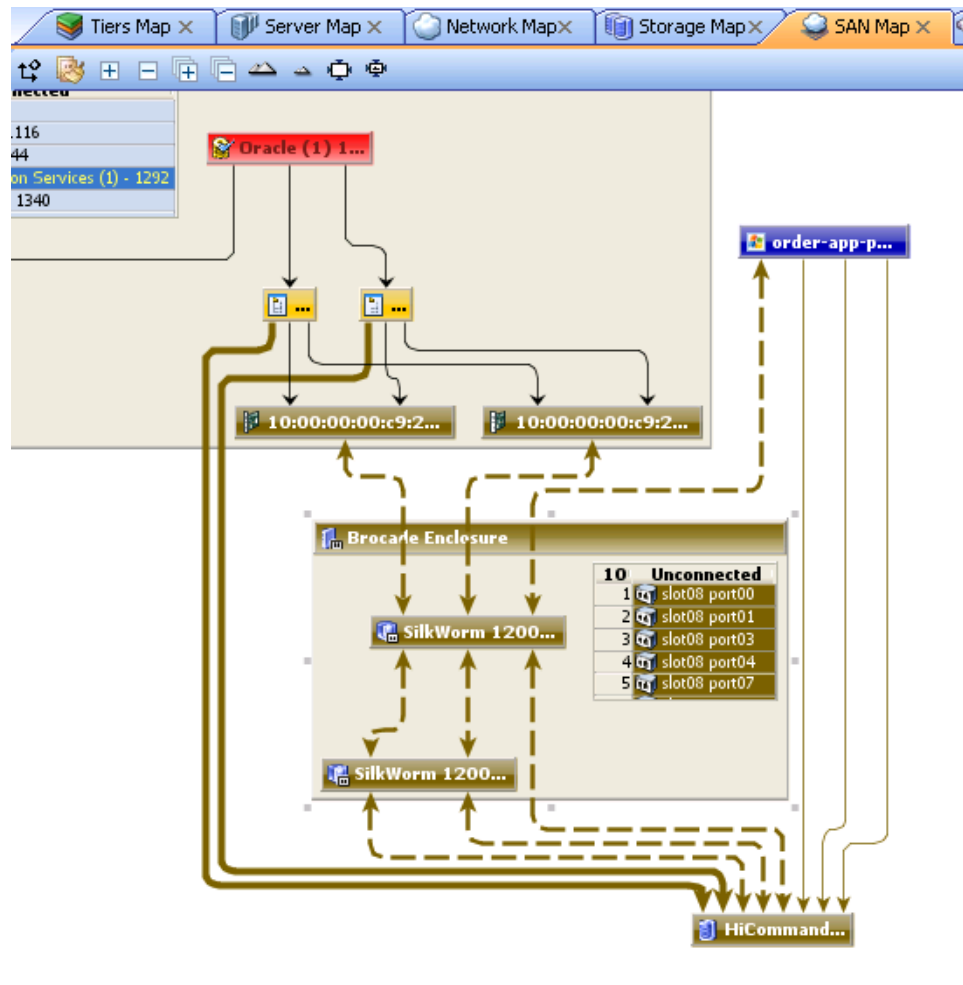 Tiers Map
Server Map
Network Map
Storage Map
SAN Map
.116
44
on Services (1) - 1292
1340
Oracle (1) 1...
order-app-p...
...
...
10:00:00:00:c9:2...
10:00:00:00:c9:2...
Brocade Enclosure
10 Unconnected
1 slot08 port00
2 slot08 port01
3 slot08 port03
4 slot08 port04
5 slot08 port07
SilkWorm 1200...
SilkWorm 1200...
HiCommand...